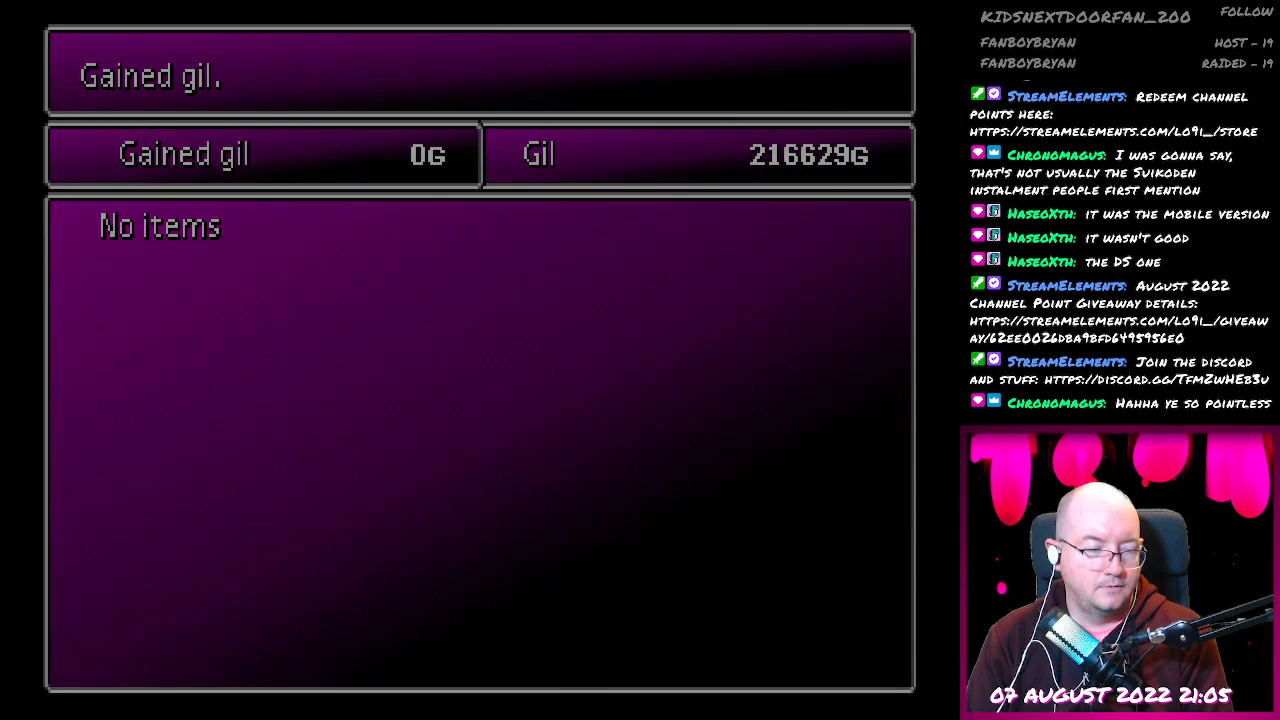 Gained gil.
Gained gil 0G
Gil 216629G
No items
KIDSNEXTDOORFAN_200 FOLLOW
FANBOYBRYAN HOST - 19
FANBOYBRYAN RAIDED - 19
StreamElements: Redeem channel
points here:
https://streamelements.com/lo9i_/store
Chronomagus: I was gonna say,
that's not usually the Suikoden
instalment people first mention
HaseoXth: it was the mobile version
HaseoXth: it wasn't good
HaseoXth: the DS one
StreamElements: August 2022
Channel Point Giveaway details:
https://streamelements.com/lo9i_/giveaw
ay/62ee0026dba9bfd6495956e0
StreamElements: Join the discord
and stuff: https://discord.gg/TfmZwHE83u
Chronomagus: Hahha ye so pointless
07 AUGUST 2022 21:05